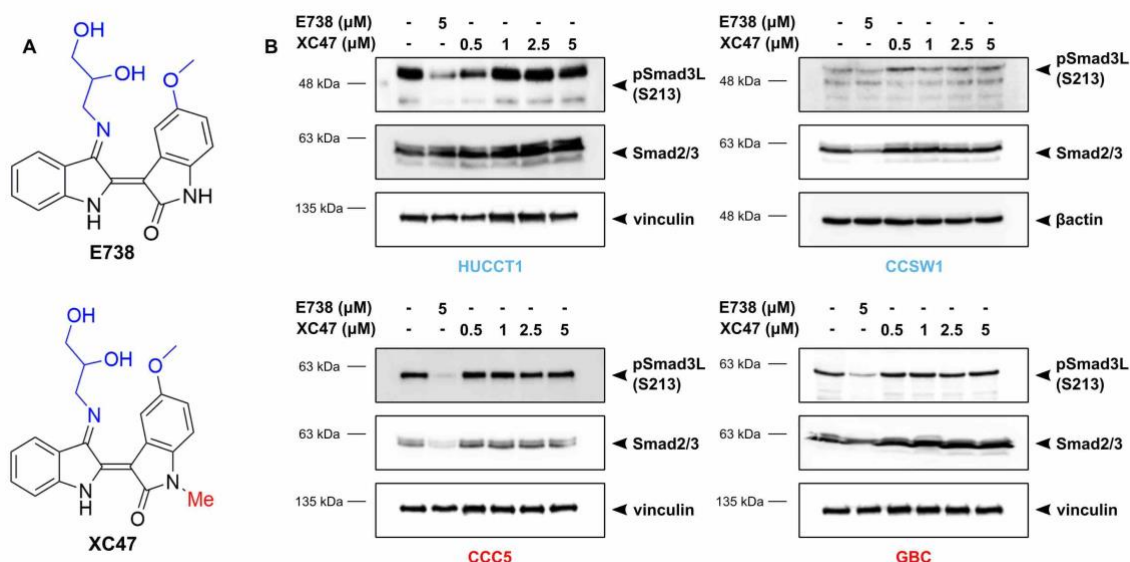 A
OH
OH
O
N
NH
NH
O
E738
OH
OH
O
N
NH
N
Me
O
XC47
B
E738 (µM) - 5 - - - -
XC47 (µM) - - 0.5 1 2.5 5
48 kDa
pSmad3L
(S213)
63 kDa
Smad2/3
135 kDa
vinculin
HUCCT1
E738 (µM) - 5 - - - -
XC47 (µM) - - 0.5 1 2.5 5
48 kDa
pSmad3L
(S213)
63 kDa
Smad2/3
48 kDa
βactin
CCSW1
E738 (µM) - 5 - - - -
XC47 (µM) - - 0.5 1 2.5 5
63 kDa
pSmad3L
(S213)
63 kDa
Smad2/3
135 kDa
vinculin
CCC5
E738 (µM) - 5 - - - -
XC47 (µM) - - 0.5 1 2.5 5
63 kDa
pSmad3L
(S213)
63 kDa
Smad2/3
135 kDa
vinculin
GBC